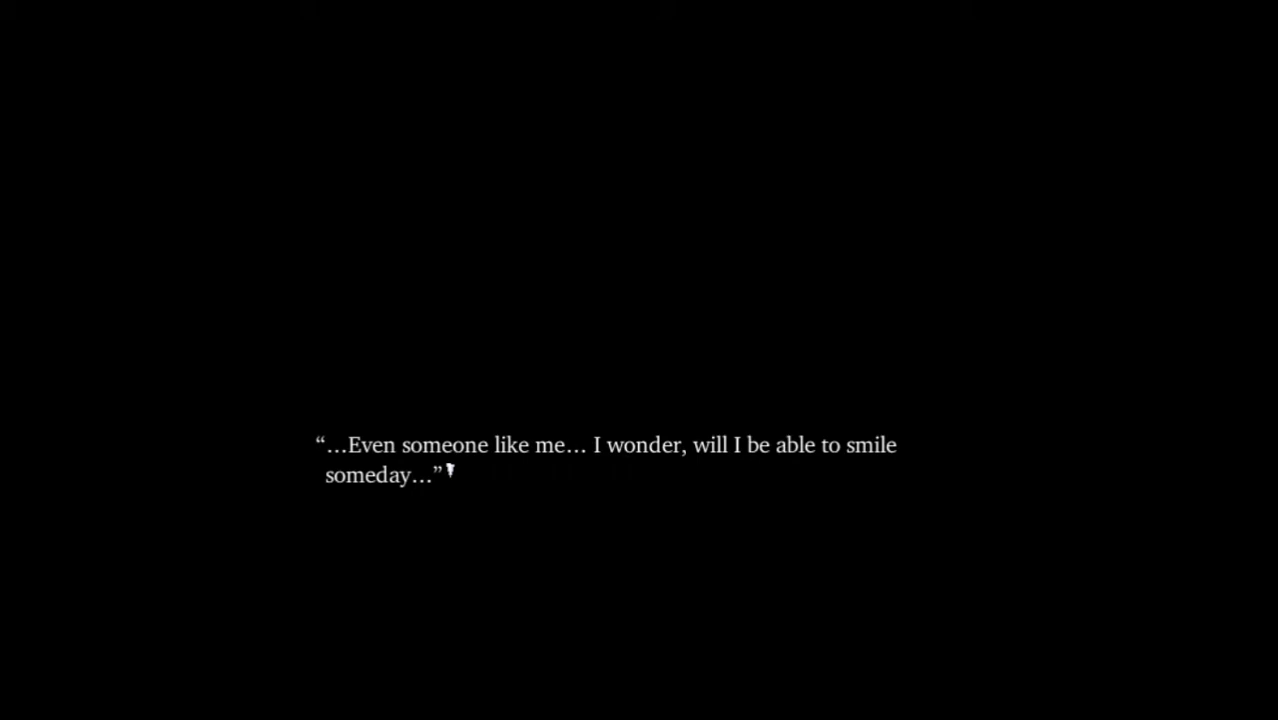 “…Even someone like me… I wonder, will I be able to smile
someday…”